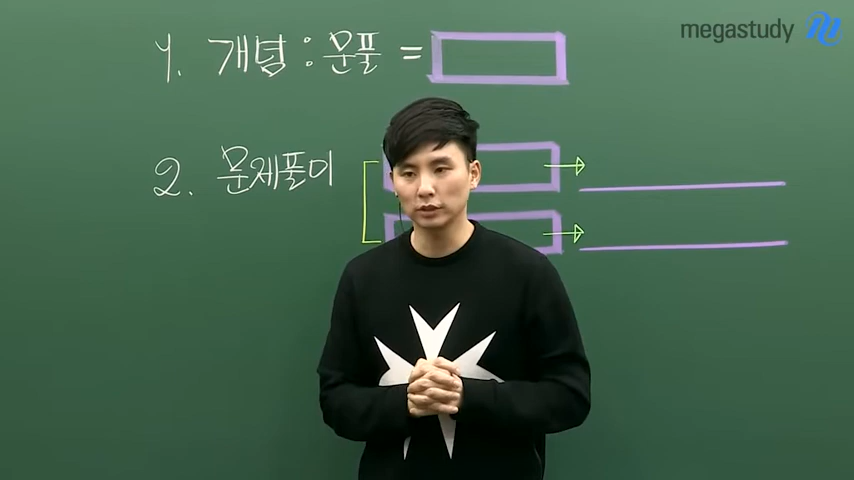 megastudy
1. 개념 : 문풀 =
2. 문제풀이